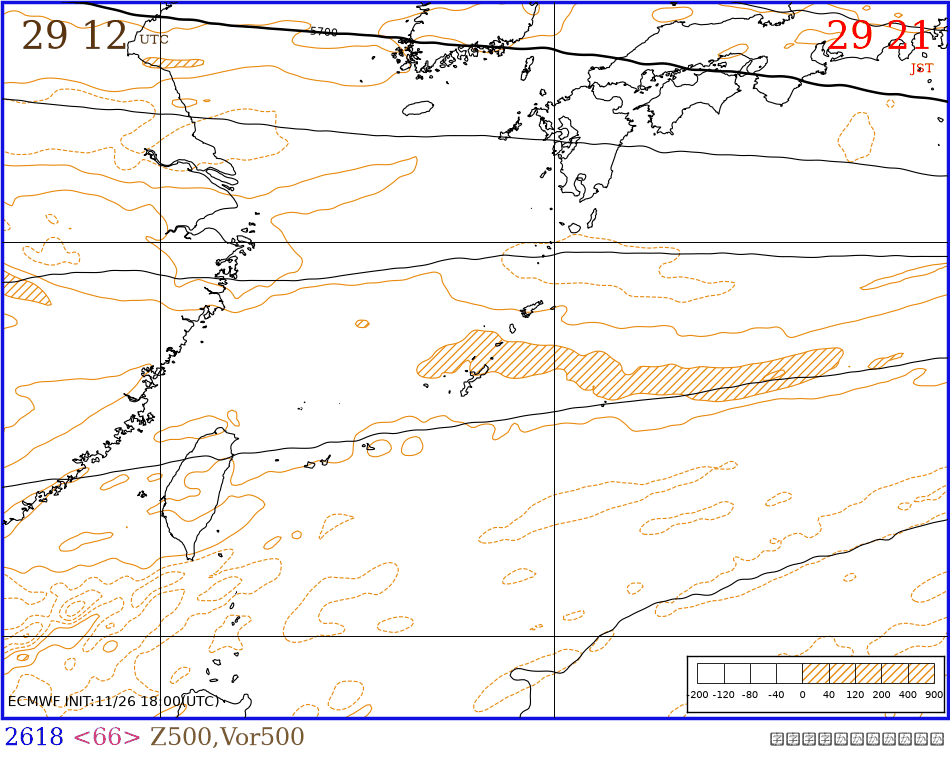 29 12 UTC
29 21
JST
5700
ECMWF INIT:11/26 18:00(UTC)
-200 -120 -80 -40 0 40 120 200 400 900
2618 <66> Z500,Vor500